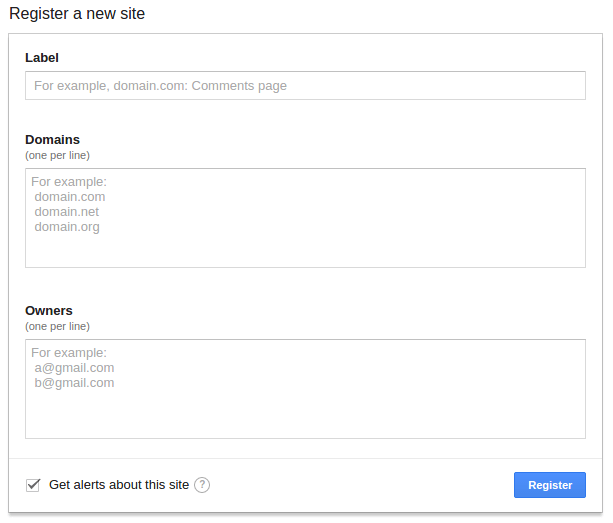 Register a new site
Label
For example, domain.com: Comments page
Domains
(one per line)
For example:
domain.com
domain.net
domain.org
Owners
(one per line)
For example:
a@gmail.com
b@gmail.com
Get alerts about this site ?
Register